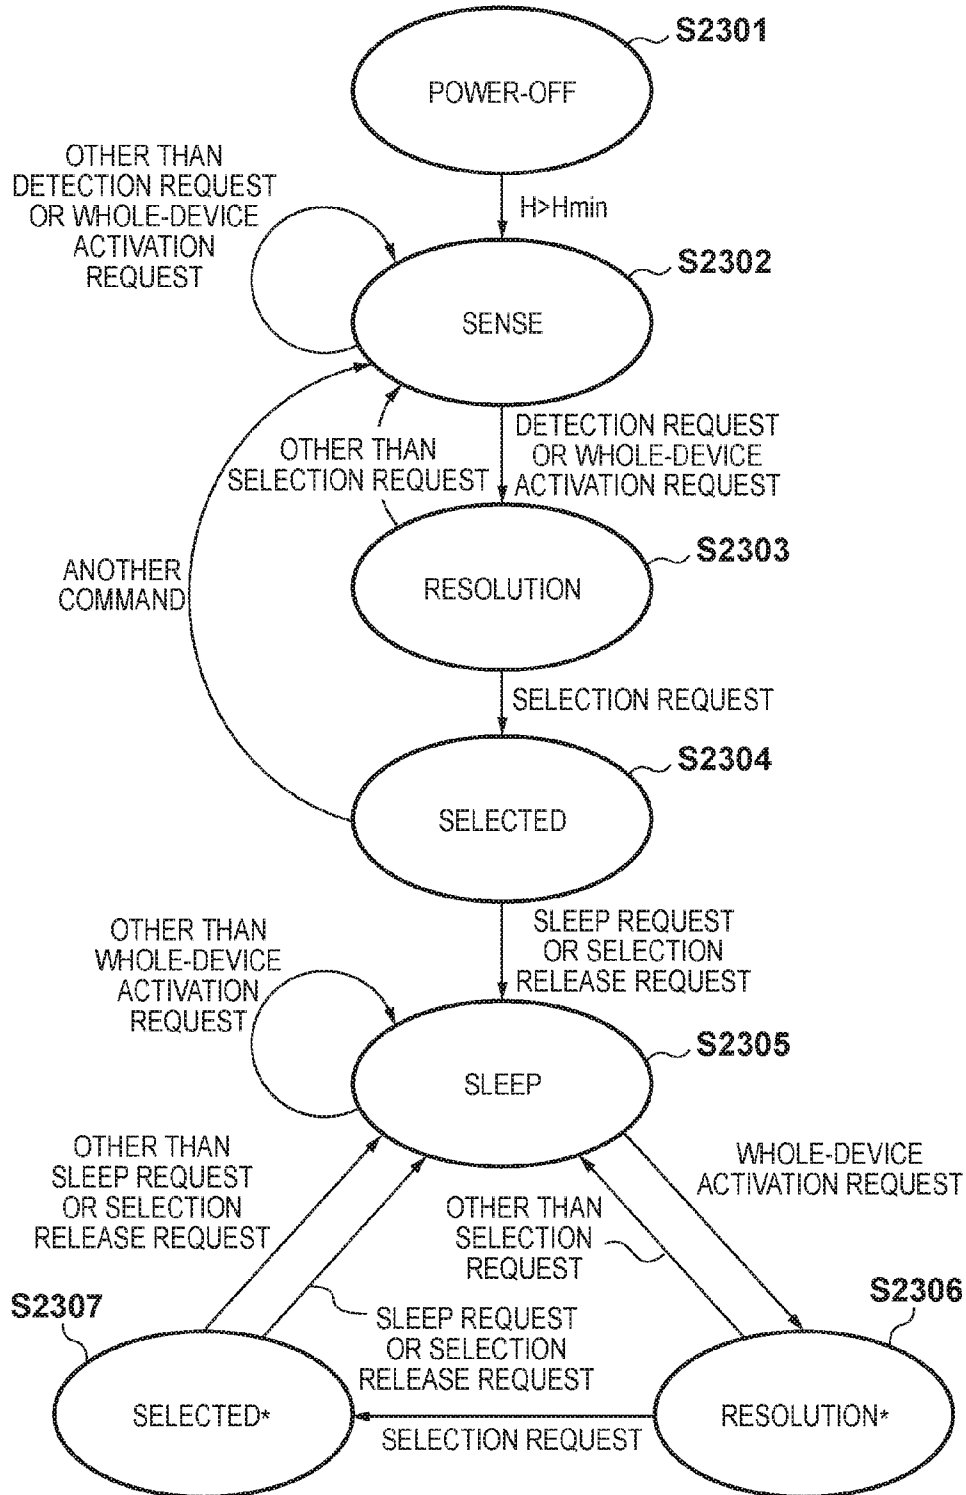 S2301
POWER-OFF
OTHER THAN
DETECTION REQUEST
OR WHOLE-DEVICE
ACTIVATION
REQUEST
H>Hmin
S2302
SENSE
DETECTION REQUEST
OR WHOLE-DEVICE
ACTIVATION REQUEST
OTHER THAN
SELECTION REQUEST
S2303
RESOLUTION
ANOTHER
COMMAND
SELECTION REQUEST
S2304
SELECTED
SLEEP REQUEST
OR SELECTION
RELEASE REQUEST
OTHER THAN
WHOLE-DEVICE
ACTIVATION
REQUEST
S2305
SLEEP
OTHER THAN
SLEEP REQUEST
OR SELECTION
RELEASE REQUEST
WHOLE-DEVICE
ACTIVATION REQUEST
OTHER THAN
SELECTION
REQUEST
S2307
SLEEP REQUEST
OR SELECTION
RELEASE REQUEST
S2306
SELECTED*
SELECTION REQUEST
RESOLUTION*